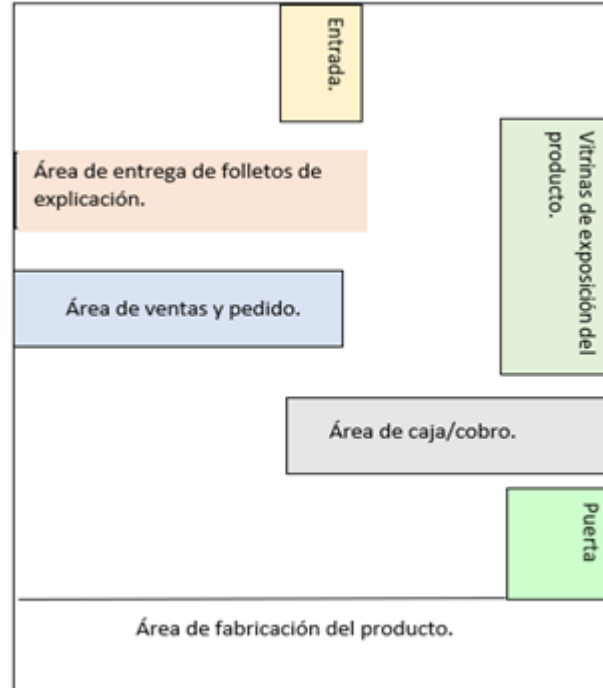 Entrada.
Área de entrega de folletos de
explicación.
Vitrinas de exposición del
producto.
Área de ventas y pedido.
Área de caja/cobro.
Puerta
Área de fabricación del producto.